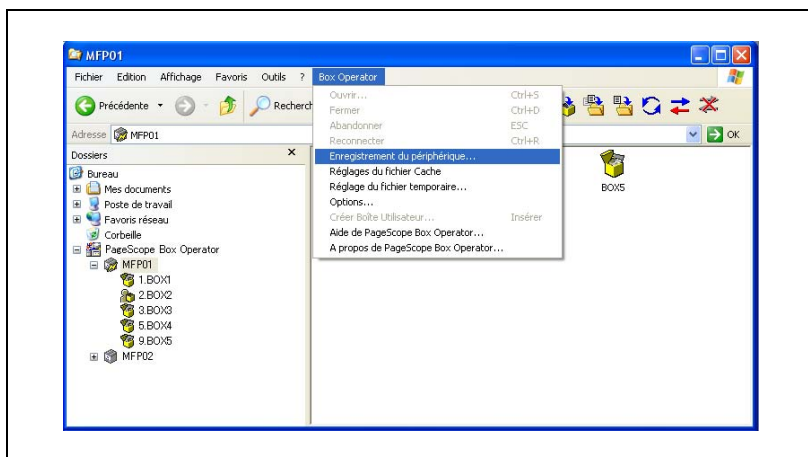 MFP01
Fichier Edition Affichage Favoris Outils ? Box Operator
Précédente Recherch
Adresse MFP01 OK
Dossiers ×
Bureau
Mes documents
Poste de travail
Favoris réseau
Corbeille
PageScope Box Operator
MFP01
1.BOX1
2.BOX2
3.BOX3
5.BOX4
9.BOX5
MFP02
Ouvrir... Ctrl+S
Fermer Ctrl+D
Abandonner ESC
Reconnecter Ctrl+R
Enregistrement du périphérique...
Réglages du fichier Cache
Réglage du fichier temporaire...
Options...
Créer Boîte Utilisateur... Insérer
Aide de PageScope Box Operator...
A propos de PageScope Box Operator...
BOX5